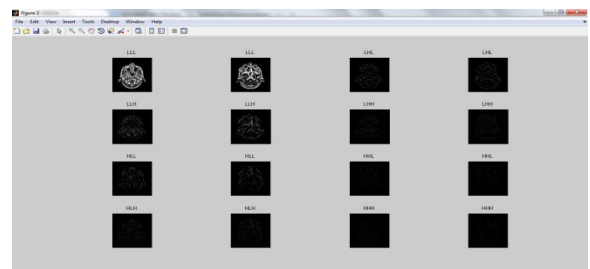 Figure 2
File Edit View Insert Tools Desktop Window Help
LLL LLL LHL LHL
LLH LLH LHH LHH
HLL HLL HHL HHL
HLH HLH HHH HHH